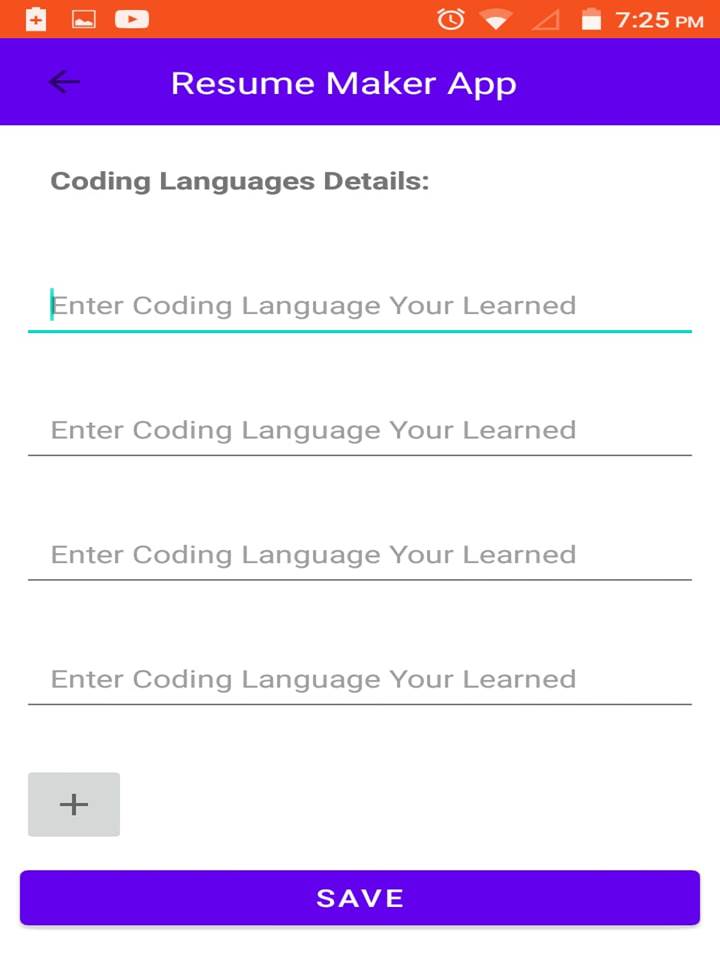 7:25 PM
Resume Maker App
Coding Languages Details:
Enter Coding Language Your Learned
Enter Coding Language Your Learned
Enter Coding Language Your Learned
Enter Coding Language Your Learned
+
SAVE